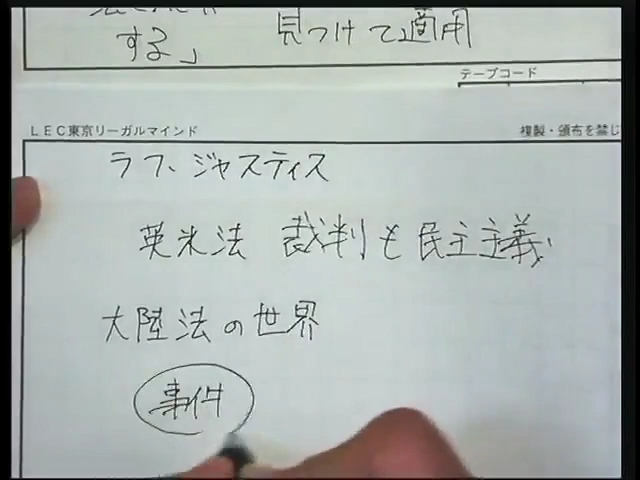 する」 見つけて適用
テープコード
LEC東京リーガルマインド 複製・頒布を禁じ
ラフ、ジャスティス
英米法 裁判も民主主義
大陸法の世界
事件